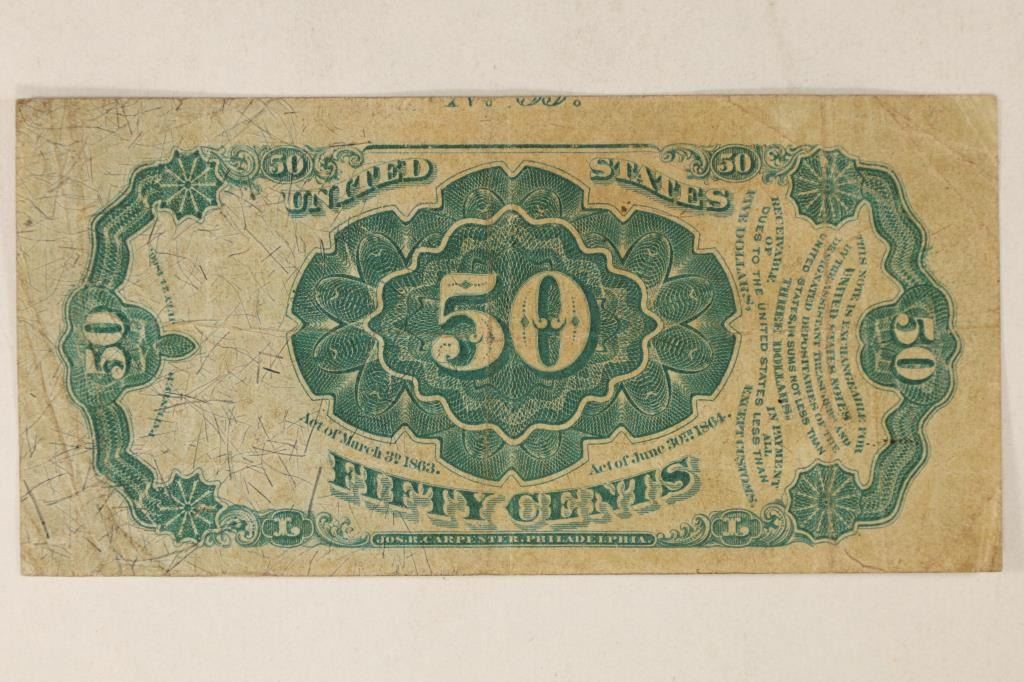 50
50
UNITED STATES
50
50
50
Act of March 3D 1863.
Act of June 30TH 1864.
FIFTY CENTS
L
L
JOS.R.CARPENTER, PHILADELPHIA
THIS NOTE IS EXCHANGEABLE FOR
UNITED STATES NOTES
BY THE ASSISTANT TREASURERS AND
DESIGNATED DEPOSITARIES OF THE
UNITED STATES, IN SUMS NOT LESS THAN
THREE DOLLARS.
RECEIVABLE IN PAYMENT
OF ALL
DUES TO THE UNITED STATES LESS THAN
FIVE DOLLARS,
EXCEPT CUSTOMS.